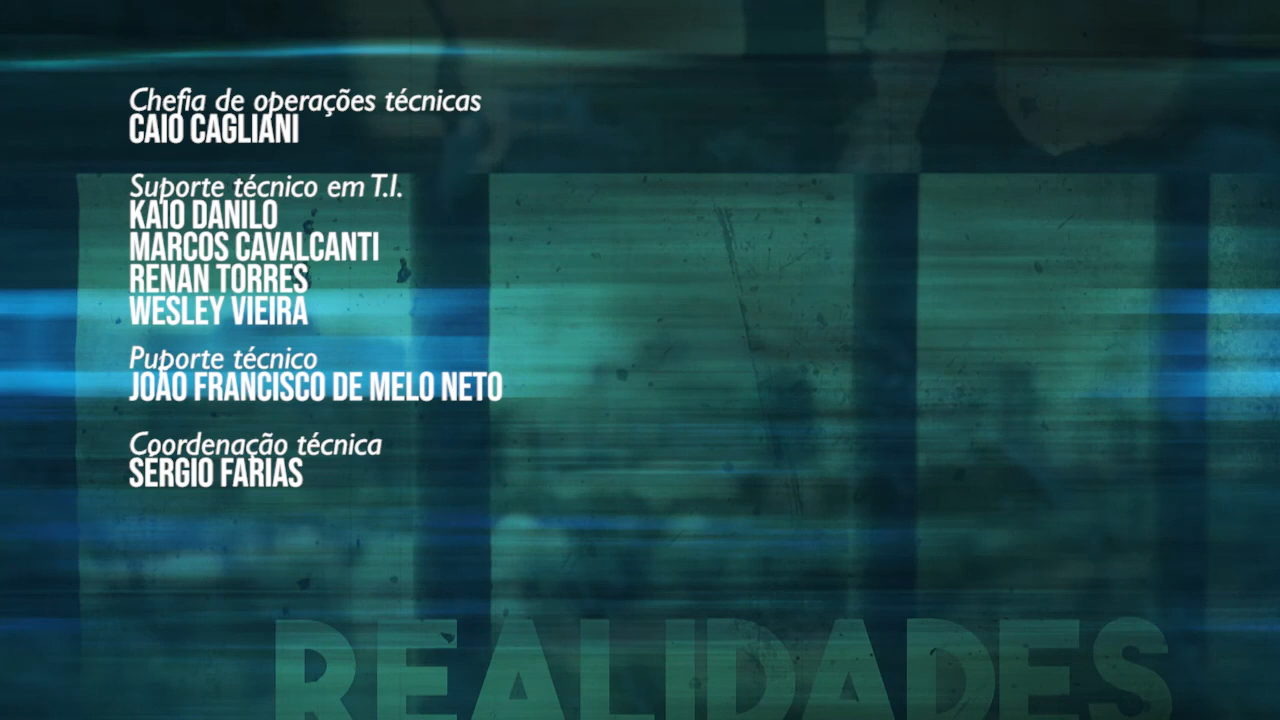 Chefia de operações técnicas
CAIO CAGLIANI
Suporte técnico em T.I.
KAIO DANILO
MARCOS CAVALCANTI
RENAN TORRES
WESLEY VIEIRA
Puporte técnico
JOÃO FRANCISCO DE MELO NETO
Coordenação técnica
SÉRGIO FARIAS
REALIDADES